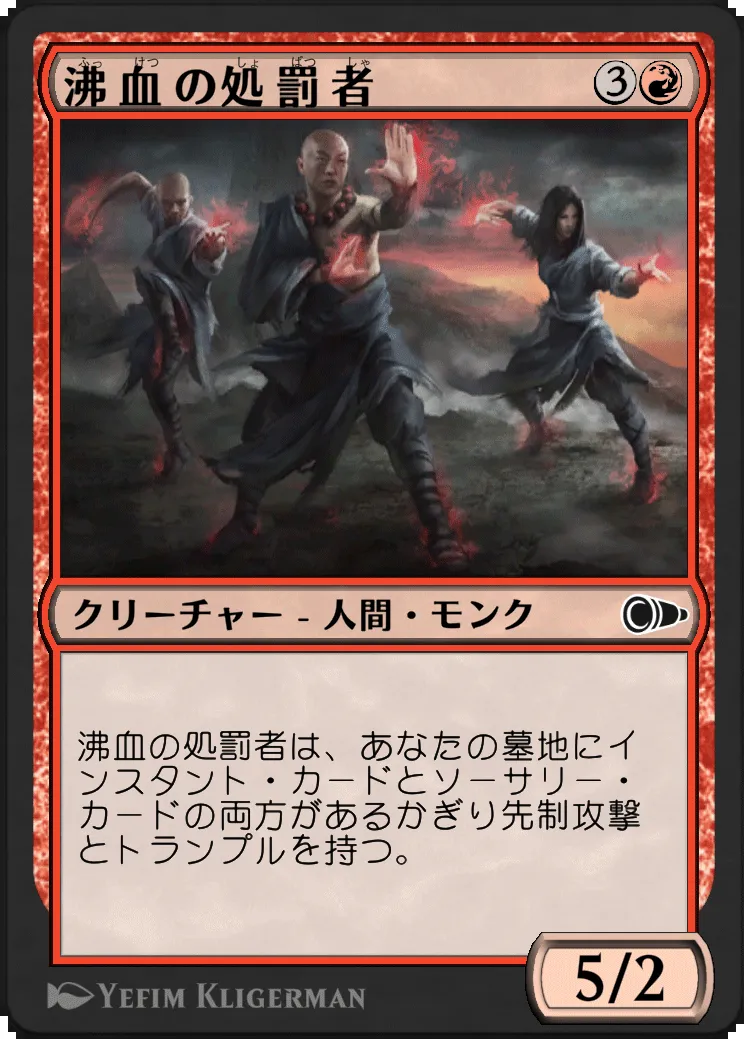 沸血の処罰者
3
クリーチャー - 人間・モンク
沸血の処罰者は、あなたの墓地にイ
ンスタント・カードとソーサリー・
カードの両方があるかぎり先制攻撃
とトランプルを持つ。
5/2
YEFIM KLIGERMAN